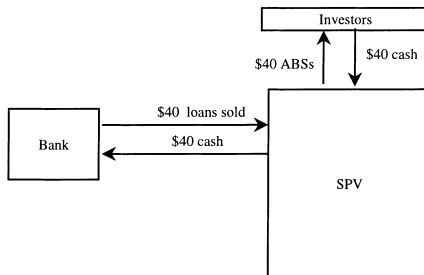 Investors
$40 ABSs
$40 cash
$40 loans sold
$40 cash
Bank
SPV